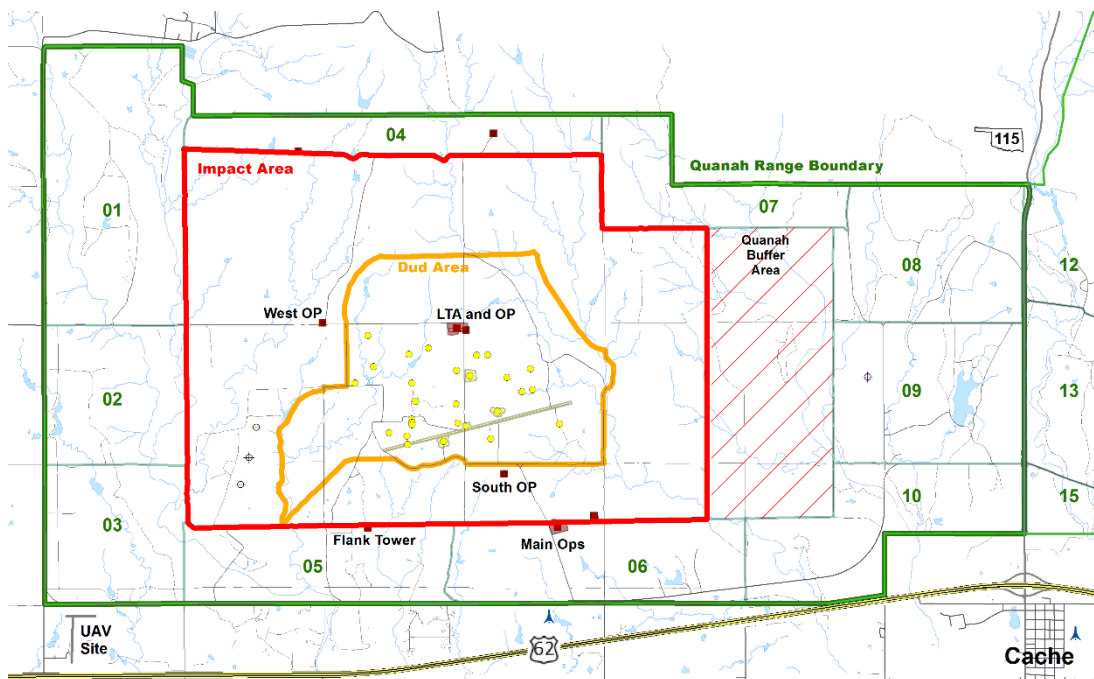 04
115
Impact Area
Quanah Range Boundary
01
07
Quanah
Buffer
Area
08
12
Dud Area
West OP
LTA and OP
02
09
13
South OP
10
15
03
Flank Tower
Main Ops
05
06
UAV
Site
62
Cache